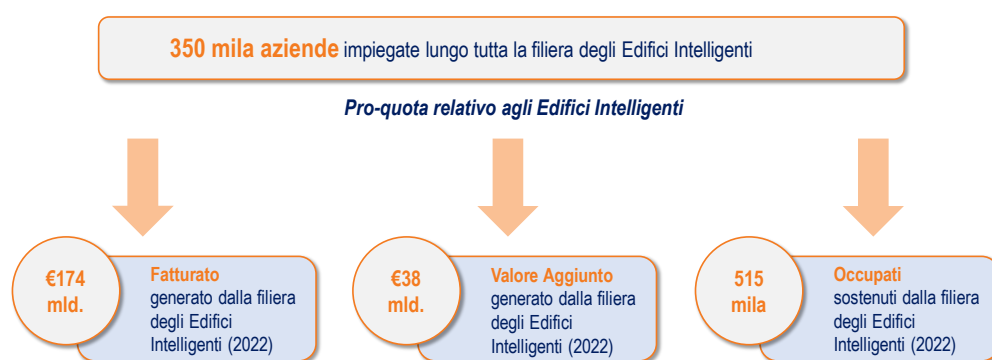 350 mila aziende impiegate lungo tutta la filiera degli Edifici Intelligenti
Pro-quota relativo agli Edifici Intelligenti
€174
mld.
Fatturato
generato dalla filiera
degli Edifici
Intelligenti (2022)
€38
mld.
Valore Aggiunto
generato dalla filiera
degli Edifici
Intelligenti (2022)
515
mila
Occupati
sostenuti dalla filiera
degli Edifici
Intelligenti (2022)